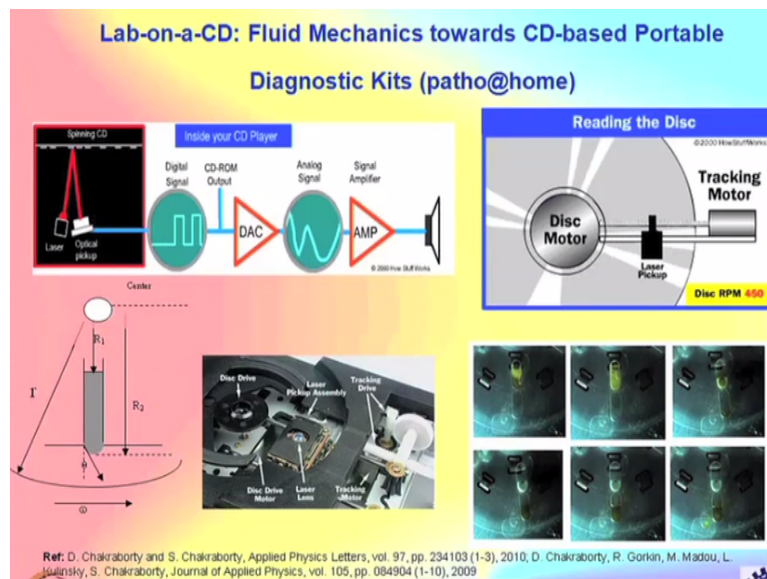 Lab-on-a-CD: Fluid Mechanics towards CD-based Portable
Diagnostic Kits (patho@home)
Spinning CD
Inside your CD Player
Laser
Optical
pickup
Digital
Signal
CD-ROM
Output
DAC
Analog
Signal
Signal
Amplifier
AMP
©2000 HowStuffWorks
Reading the Disc
©2000 HowStuffWorks
Tracking
Motor
Disc
Motor
Laser
Pickup
Disc RPM 450
Center
R1
R2
r
θ
ω
Disc Drive
Laser
Pickup Assembly
Tracking
Drive
Disc Drive
Motor
Laser
Lens
Tracking
Motor
Ref: D. Chakraborty and S. Chakraborty, Applied Physics Letters, vol. 97, pp. 234103 (1-3), 2010; D. Chakraborty, R. Gorkin, M. Madou, L.
Kulinsky, S. Chakraborty, Journal of Applied Physics, vol. 105, pp. 084904 (1-10), 2009